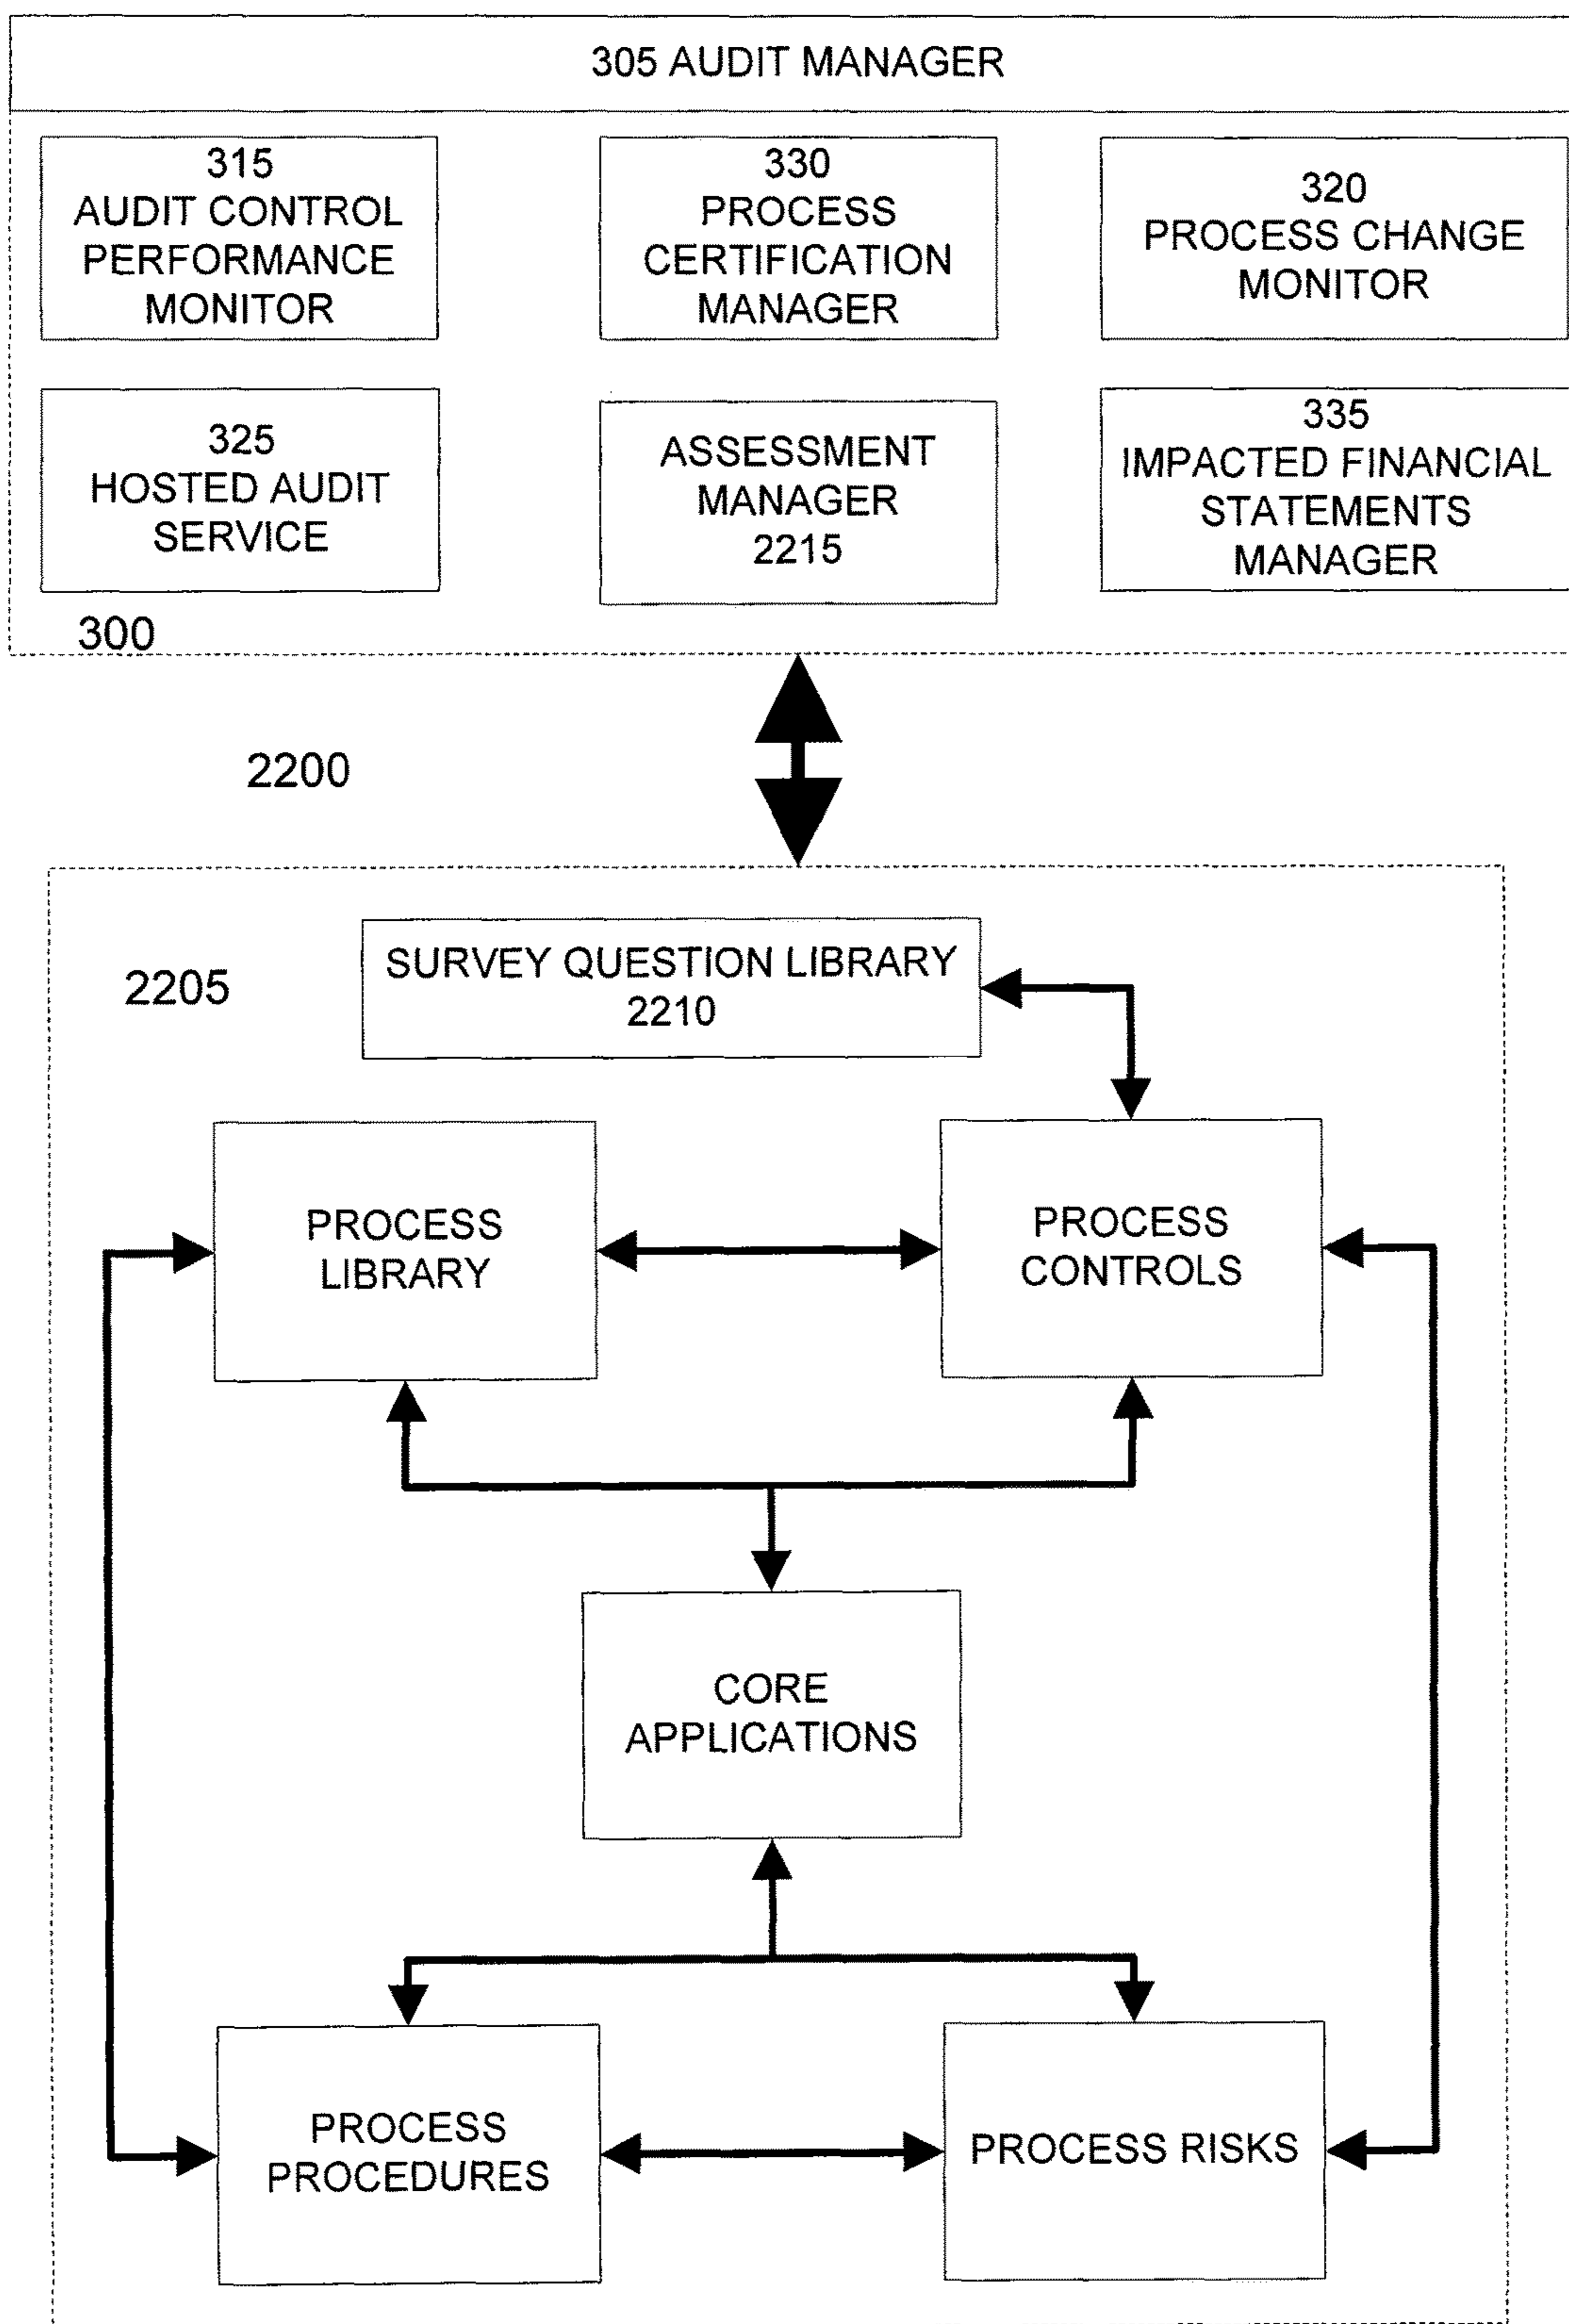 305 AUDIT MANAGER
315
AUDIT CONTROL
PERFORMANCE
MONITOR
330
PROCESS
CERTIFICATION
MANAGER
320
PROCESS CHANGE
MONITOR
325
HOSTED AUDIT
SERVICE
ASSESSMENT
MANAGER
2215
335
IMPACTED FINANCIAL
STATEMENTS
MANAGER
300
2200
2205
SURVEY QUESTION LIBRARY
2210
PROCESS
LIBRARY
PROCESS
CONTROLS
CORE
APPLICATIONS
PROCESS
PROCEDURES
PROCESS RISKS